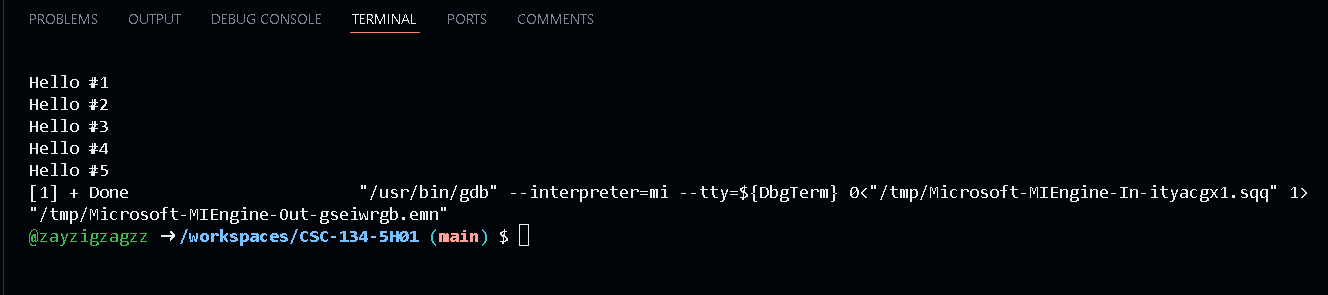 PROBLEMS OUTPUT DEBUG CONSOLE TERMINAL PORTS COMMENTS
Hello #1
Hello #2
Hello #3
Hello #4
Hello #5
[1] + Done "/usr/bin/gdb" --interpreter=mi --tty=${DbgTerm} 0<"/tmp/Microsoft-MIEngine-In-ityacgx1.sqq" 1>
"/tmp/Microsoft-MIEngine-Out-gseiwrgb.emn"
@zayzigzagzz ➜/workspaces/CSC-134-5H01 (main) $